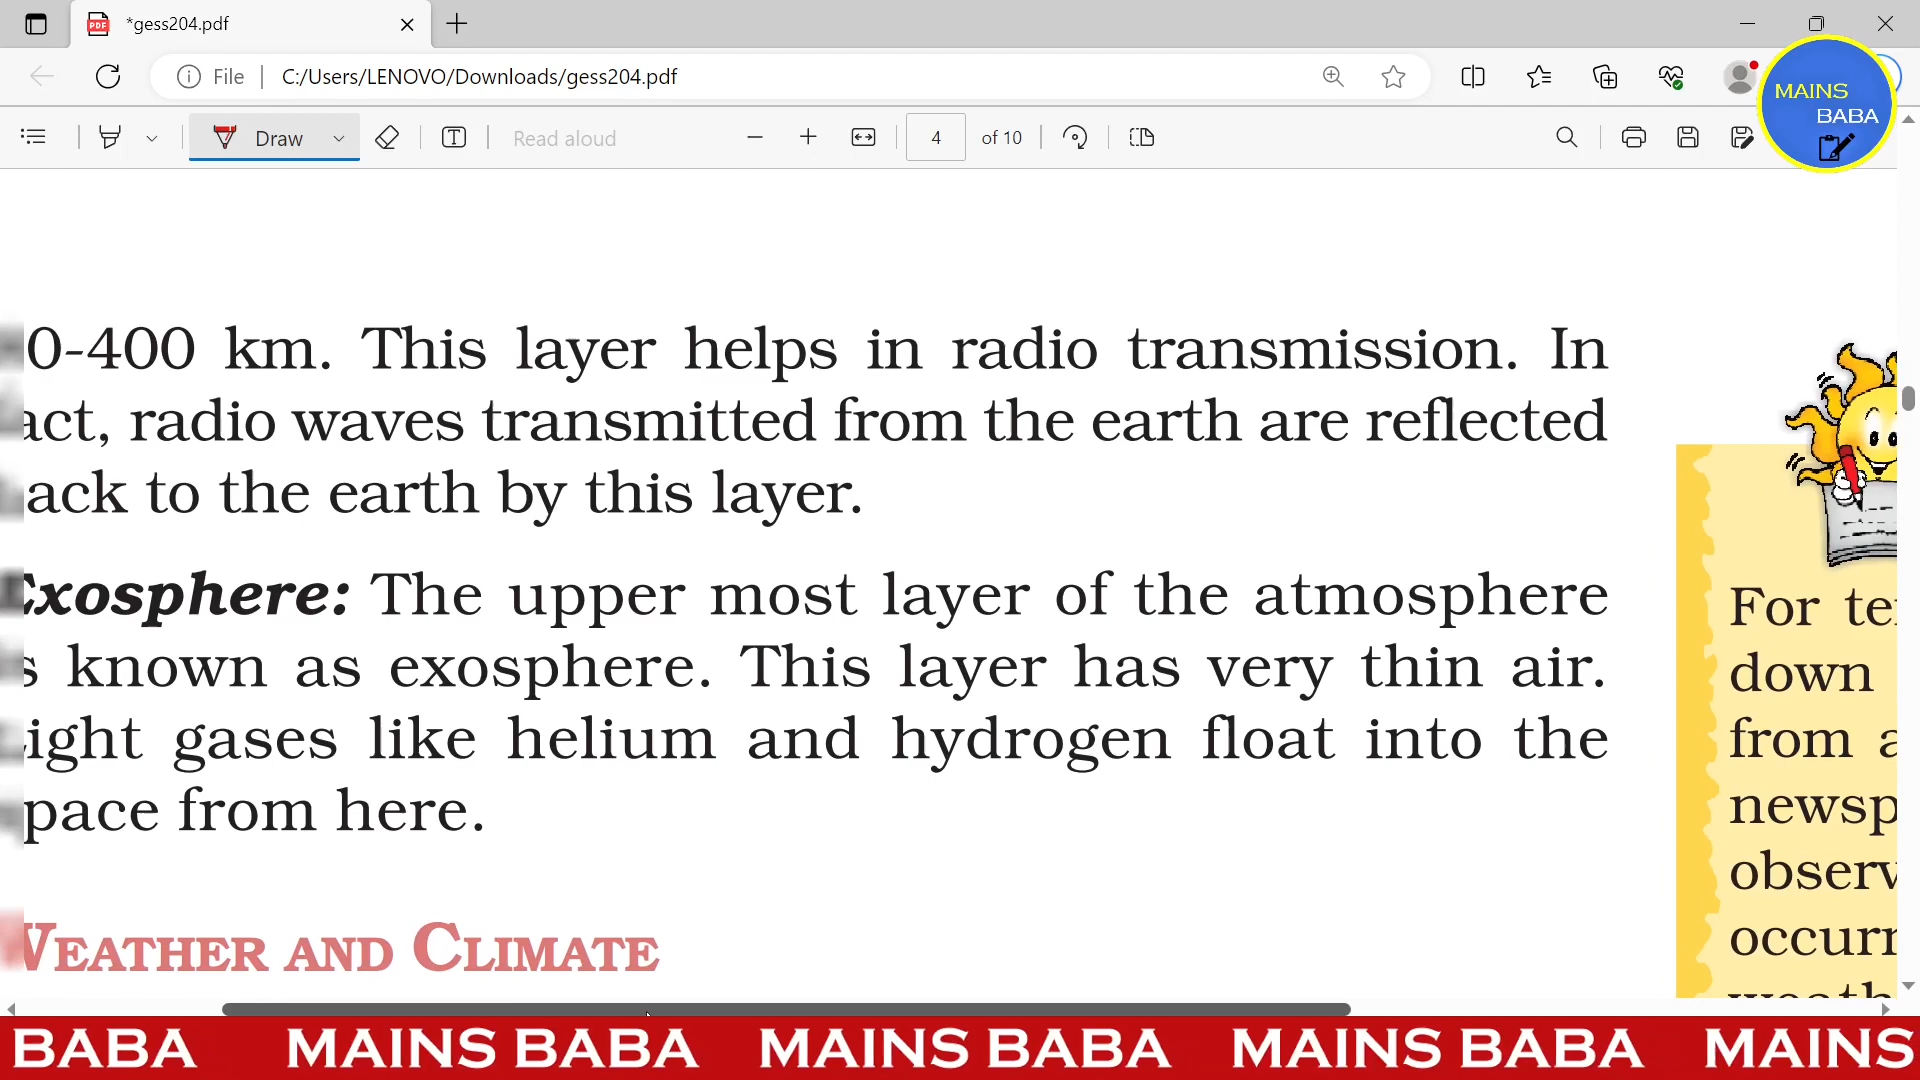 *gess204.pdf
File
C:/Users/LENOVO/Downloads/gess204.pdf
MAINS
BABA
Draw
Read aloud
4 of 10
0-400 km. This layer helps in radio transmission. In
act, radio waves transmitted from the earth are reflected
ack to the earth by this layer.
Exosphere: The upper most layer of the atmosphere
s known as exosphere. This layer has very thin air.
ight gases like helium and hydrogen float into the
pace from here.
WEATHER AND CLIMATE
For te
down
from a
newsp
observ
occurr
BABA MAINS BABA MAINS BABA MAINS BABA MAINS